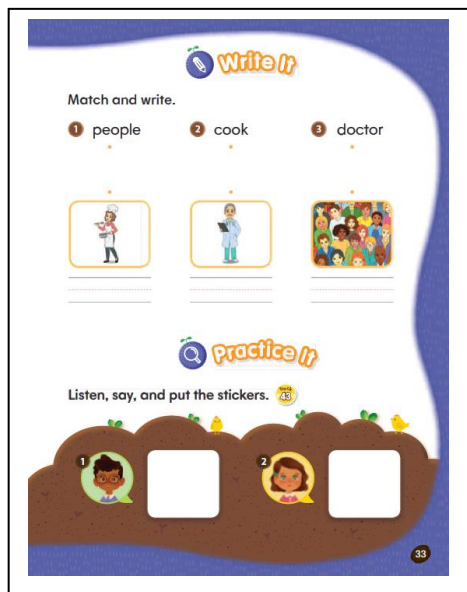 Write It
Match and write.
1 people 2 cook 3 doctor
Practice It
Listen, say, and put the stickers. Track 43
1 2
33